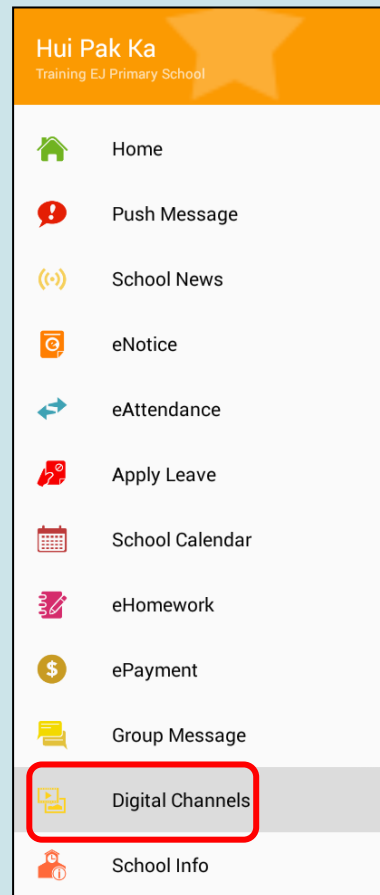 Hui Pak Ka
Training EJ Primary School
Home
Push Message
School News
eNotice
eAttendance
Apply Leave
School Calendar
eHomework
$
ePayment
Group Message
Digital Channels
School Info